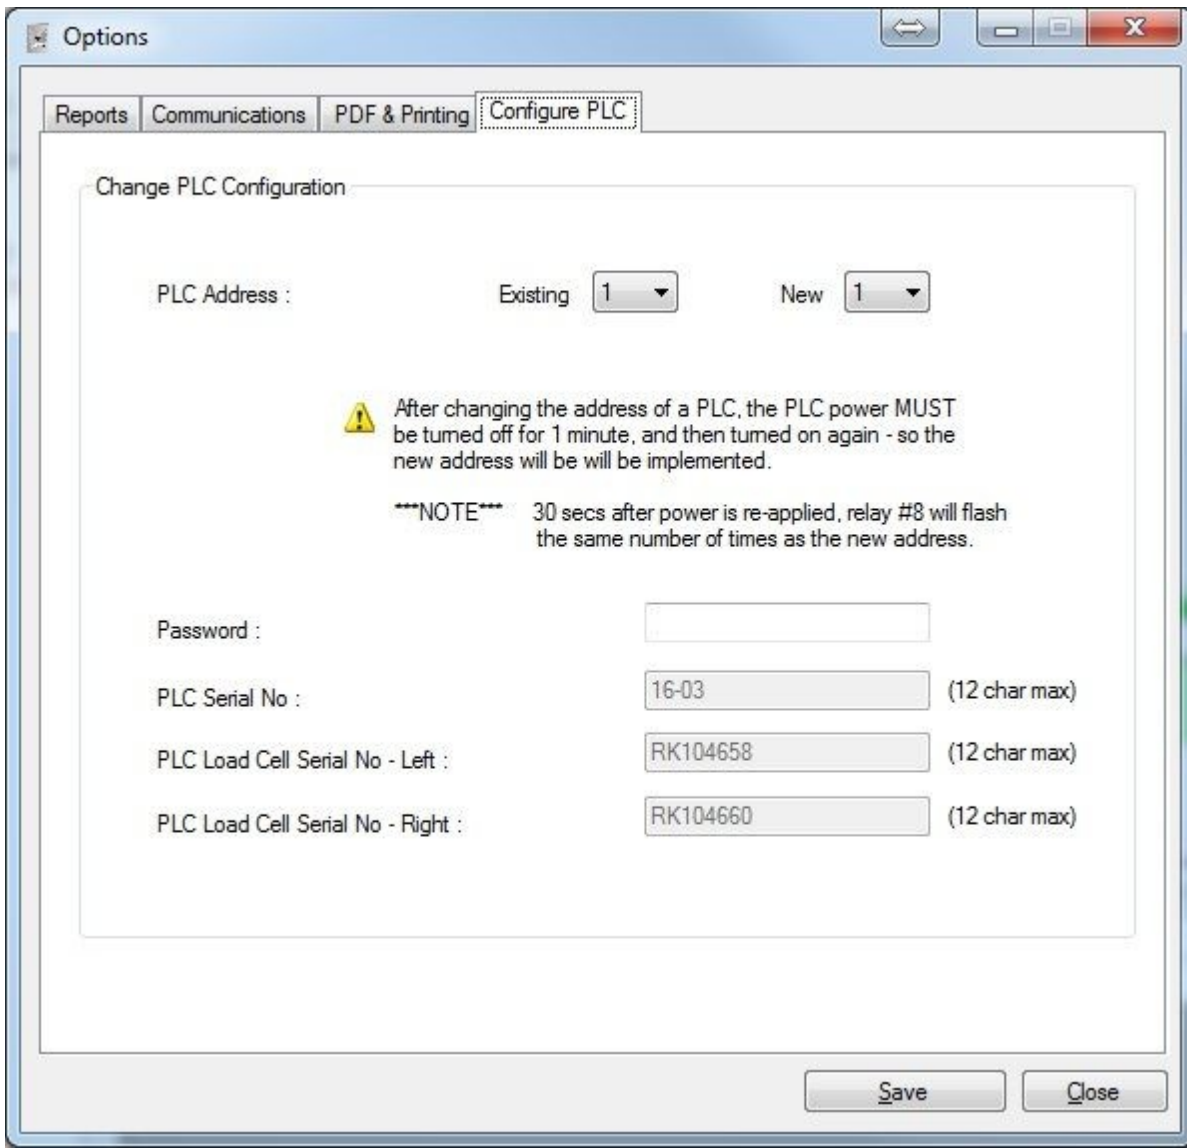 Options
Reports Communications PDF & Printing Configure PLC
Change PLC Configuration
PLC Address : Existing 1 New 1
After changing the address of a PLC, the PLC power MUST
be turned off for 1 minute, and then turned on again - so the
new address will be will be implemented.
***NOTE*** 30 secs after power is re-applied, relay #8 will flash
the same number of times as the new address.
Password :
PLC Serial No : 16-03 (12 char max)
PLC Load Cell Serial No - Left : RK104658 (12 char max)
PLC Load Cell Serial No - Right : RK104660 (12 char max)
Save Close